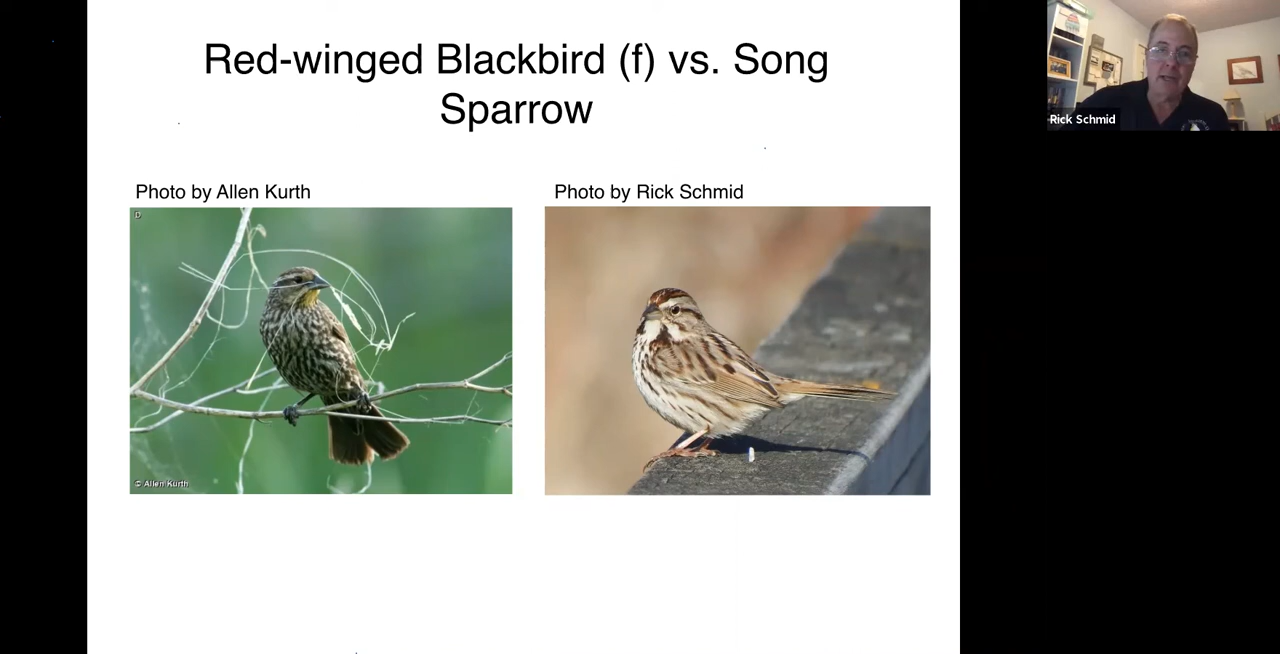 Red-winged Blackbird (f) vs. Song
Sparrow
Photo by Allen Kurth
Photo by Rick Schmid
D
© Allen Kurth
Rick Schmid